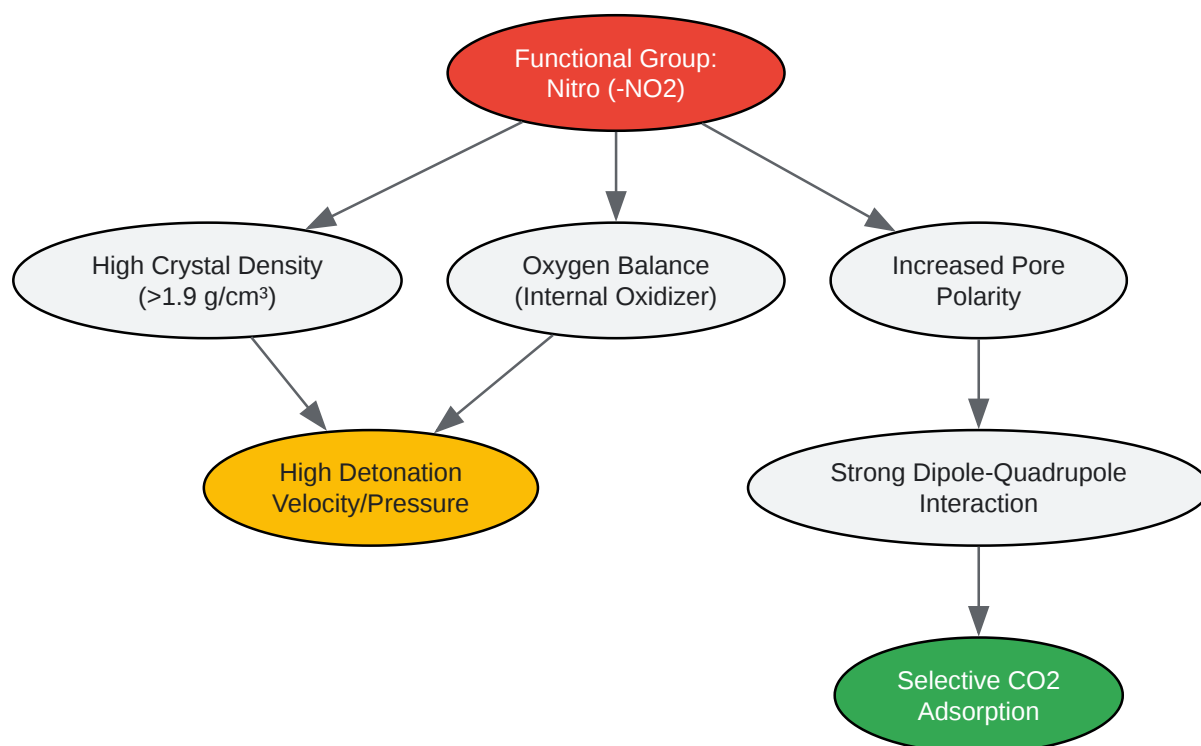 Functional Group:
Nitro (-NO2)
High Crystal Density
(>1.9 g/cm³)
Oxygen Balance
(Internal Oxidizer)
Increased Pore
Polarity
High Detonation
Velocity/Pressure
Strong Dipole-Quadrupole
Interaction
Selective CO2
Adsorption